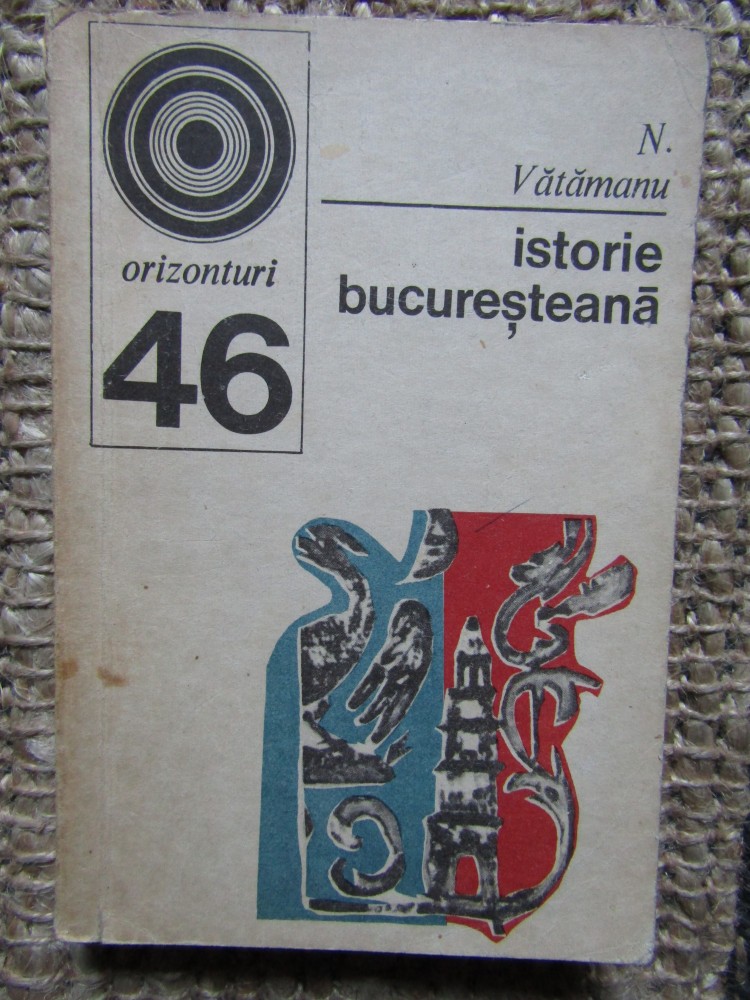 orizonturi
46
N.
Vătămanu
istorie
bucureșteană